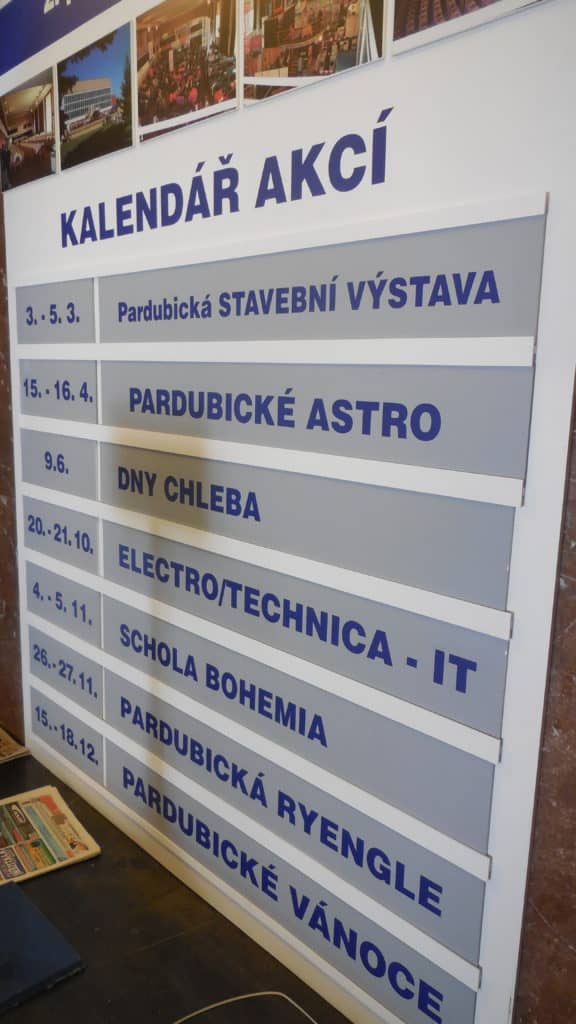 KALENDÁŘ AKCÍ
3. - 5. 3. Pardubická STAVEBNÍ VÝSTAVA
15. - 16. 4. PARDUBICKÉ ASTRO
9.6. DNY CHLEBA
20. - 21. 10. ELECTRO/TECHNICA - IT
4. - 5. 11. SCHOLA BOHEMIA
26. - 27. 11. PARDUBICKÁ RYENGLE
15. - 18. 12. PARDUBICKÉ VÁNOCE